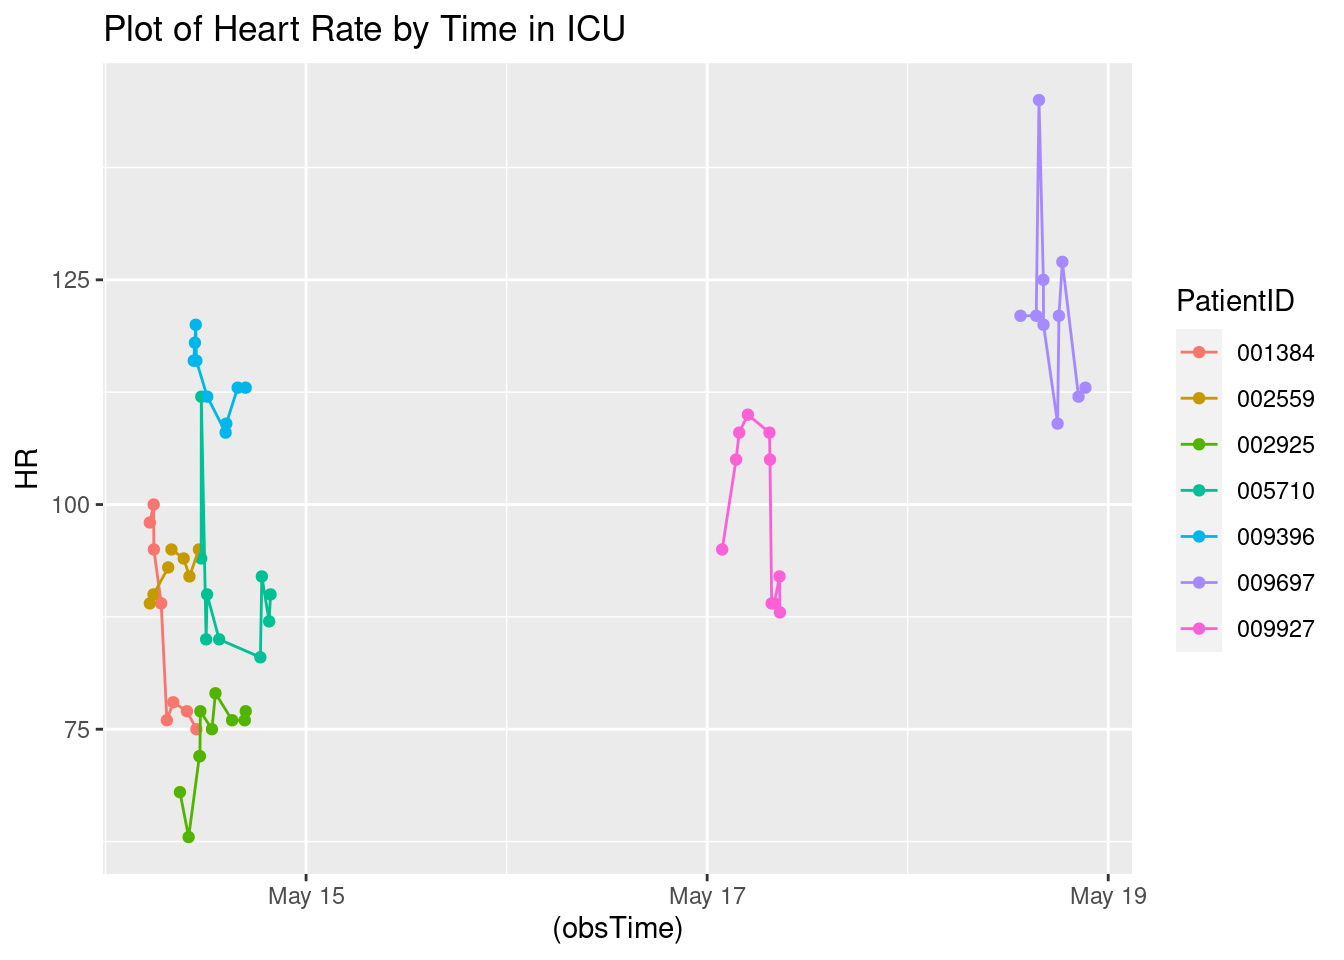 Plot of Heart Rate by Time in ICU
125
100
75
HR
May 15
May 17
May 19
(obsTime)
PatientID
001384
002559
002925
005710
009396
009697
009927